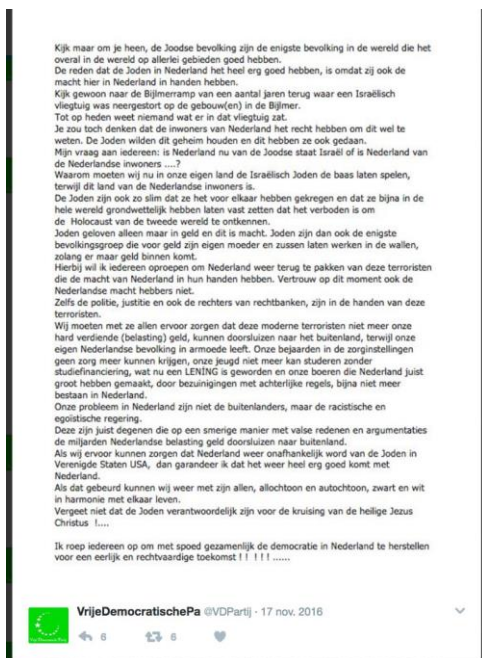 Kijk maar om je heen, de Joodse bevolking zijn de enigste bevolking in de wereld die het
overal in de wereld op allerlei gebieden goed hebben.
De reden dat de Joden in Nederland het heel erg goed hebben, is omdat zij ook de
macht hier in Nederland in handen hebben.
Kijk gewoon naar de Bijlmerramp van een aantal jaren terug waar een Israëlisch
vliegtuig was neergestort op de gebouw(en) in de Bijlmer.
Tot op heden weet niemand wat er in dat vliegtuig zat.
Je zou toch denken dat de inwoners van Nederland het recht hebben om dit wel te
weten. De Joden wilden dit geheim houden en dit hebben ze ook gedaan.
Mijn vraag aan iedereen: is Nederland nu van de Joodse staat Israël of is Nederland van
de Nederlandse inwoners ....?
Waarom moeten wij nu in onze eigen land de Israëlisch Joden de baas laten spelen,
terwijl dit land van de Nederlandse inwoners is.
De Joden zijn ook zo slim dat ze het voor elkaar hebben gekregen en dat ze bijna in de
hele wereld grondwettelijk hebben laten vast zetten dat het verboden is om
de Holocaust van de tweede wereld te ontkennen.
Joden geloven alleen maar in geld en dit is macht. Joden zijn dan ook de enigste
bevolkingsgroep die voor geld zijn eigen moeder en zussen laten werken in de wallen,
zolang er maar geld binnen komt.
Hierbij wil ik iedereen oproepen om Nederland weer terug te pakken van deze terroristen
die de macht van Nederland in hun handen hebben. Vertrouw op dit moment ook de
Nederlandse macht hebbers niet.
Zelfs de politie, justitie en ook de rechters van rechtbanken, zijn in de handen van deze
terroristen.
Wij moeten met ze allen ervoor zorgen dat deze moderne terroristen niet meer onze
hard verdiende (belasting) geld, kunnen doorsluizen naar het buitenland, terwijl onze
eigen Nederlandse bevolking in armoede leeft. Onze bejaarden in de zorginstellingen
geen zorg meer kunnen krijgen, onze jeugd niet meer kan studeren zonder
studiefinanciering, wat nu een LENING is geworden en onze boeren die Nederland juist
groot hebben gemaakt, door bezuinigingen met achterlijke regels, bijna niet meer
bestaan in Nederland.
Onze probleem in Nederland zijn niet de buitenlanders, maar de racistische en
egoïstische regering.
Deze zijn juist degenen die op een smerige manier met valse redenen en argumentaties
de miljarden Nederlandse belasting geld doorsluizen naar buitenland.
Als wij ervoor kunnen zorgen dat Nederland weer onafhankelijk word van de Joden in
Verenigde Staten USA, dan garandeer ik dat het weer heel erg goed komt met
Nederland.
Als dat gebeurd kunnen wij weer met zijn allen, allochtoon en autochtoon, zwart en wit
in harmonie met elkaar leven.
Vergeet niet dat de Joden verantwoordelijk zijn voor de kruising van de heilige Jezus
Christus !....
Ik roep iedereen op om met spoed gezamenlijk de democratie in Nederland te herstellen
voor een eerlijk en rechtvaardige toekomst ! ! ! ! ! ......
VrijeDemocratischePa @VDPartij · 17 nov. 2016
6 6